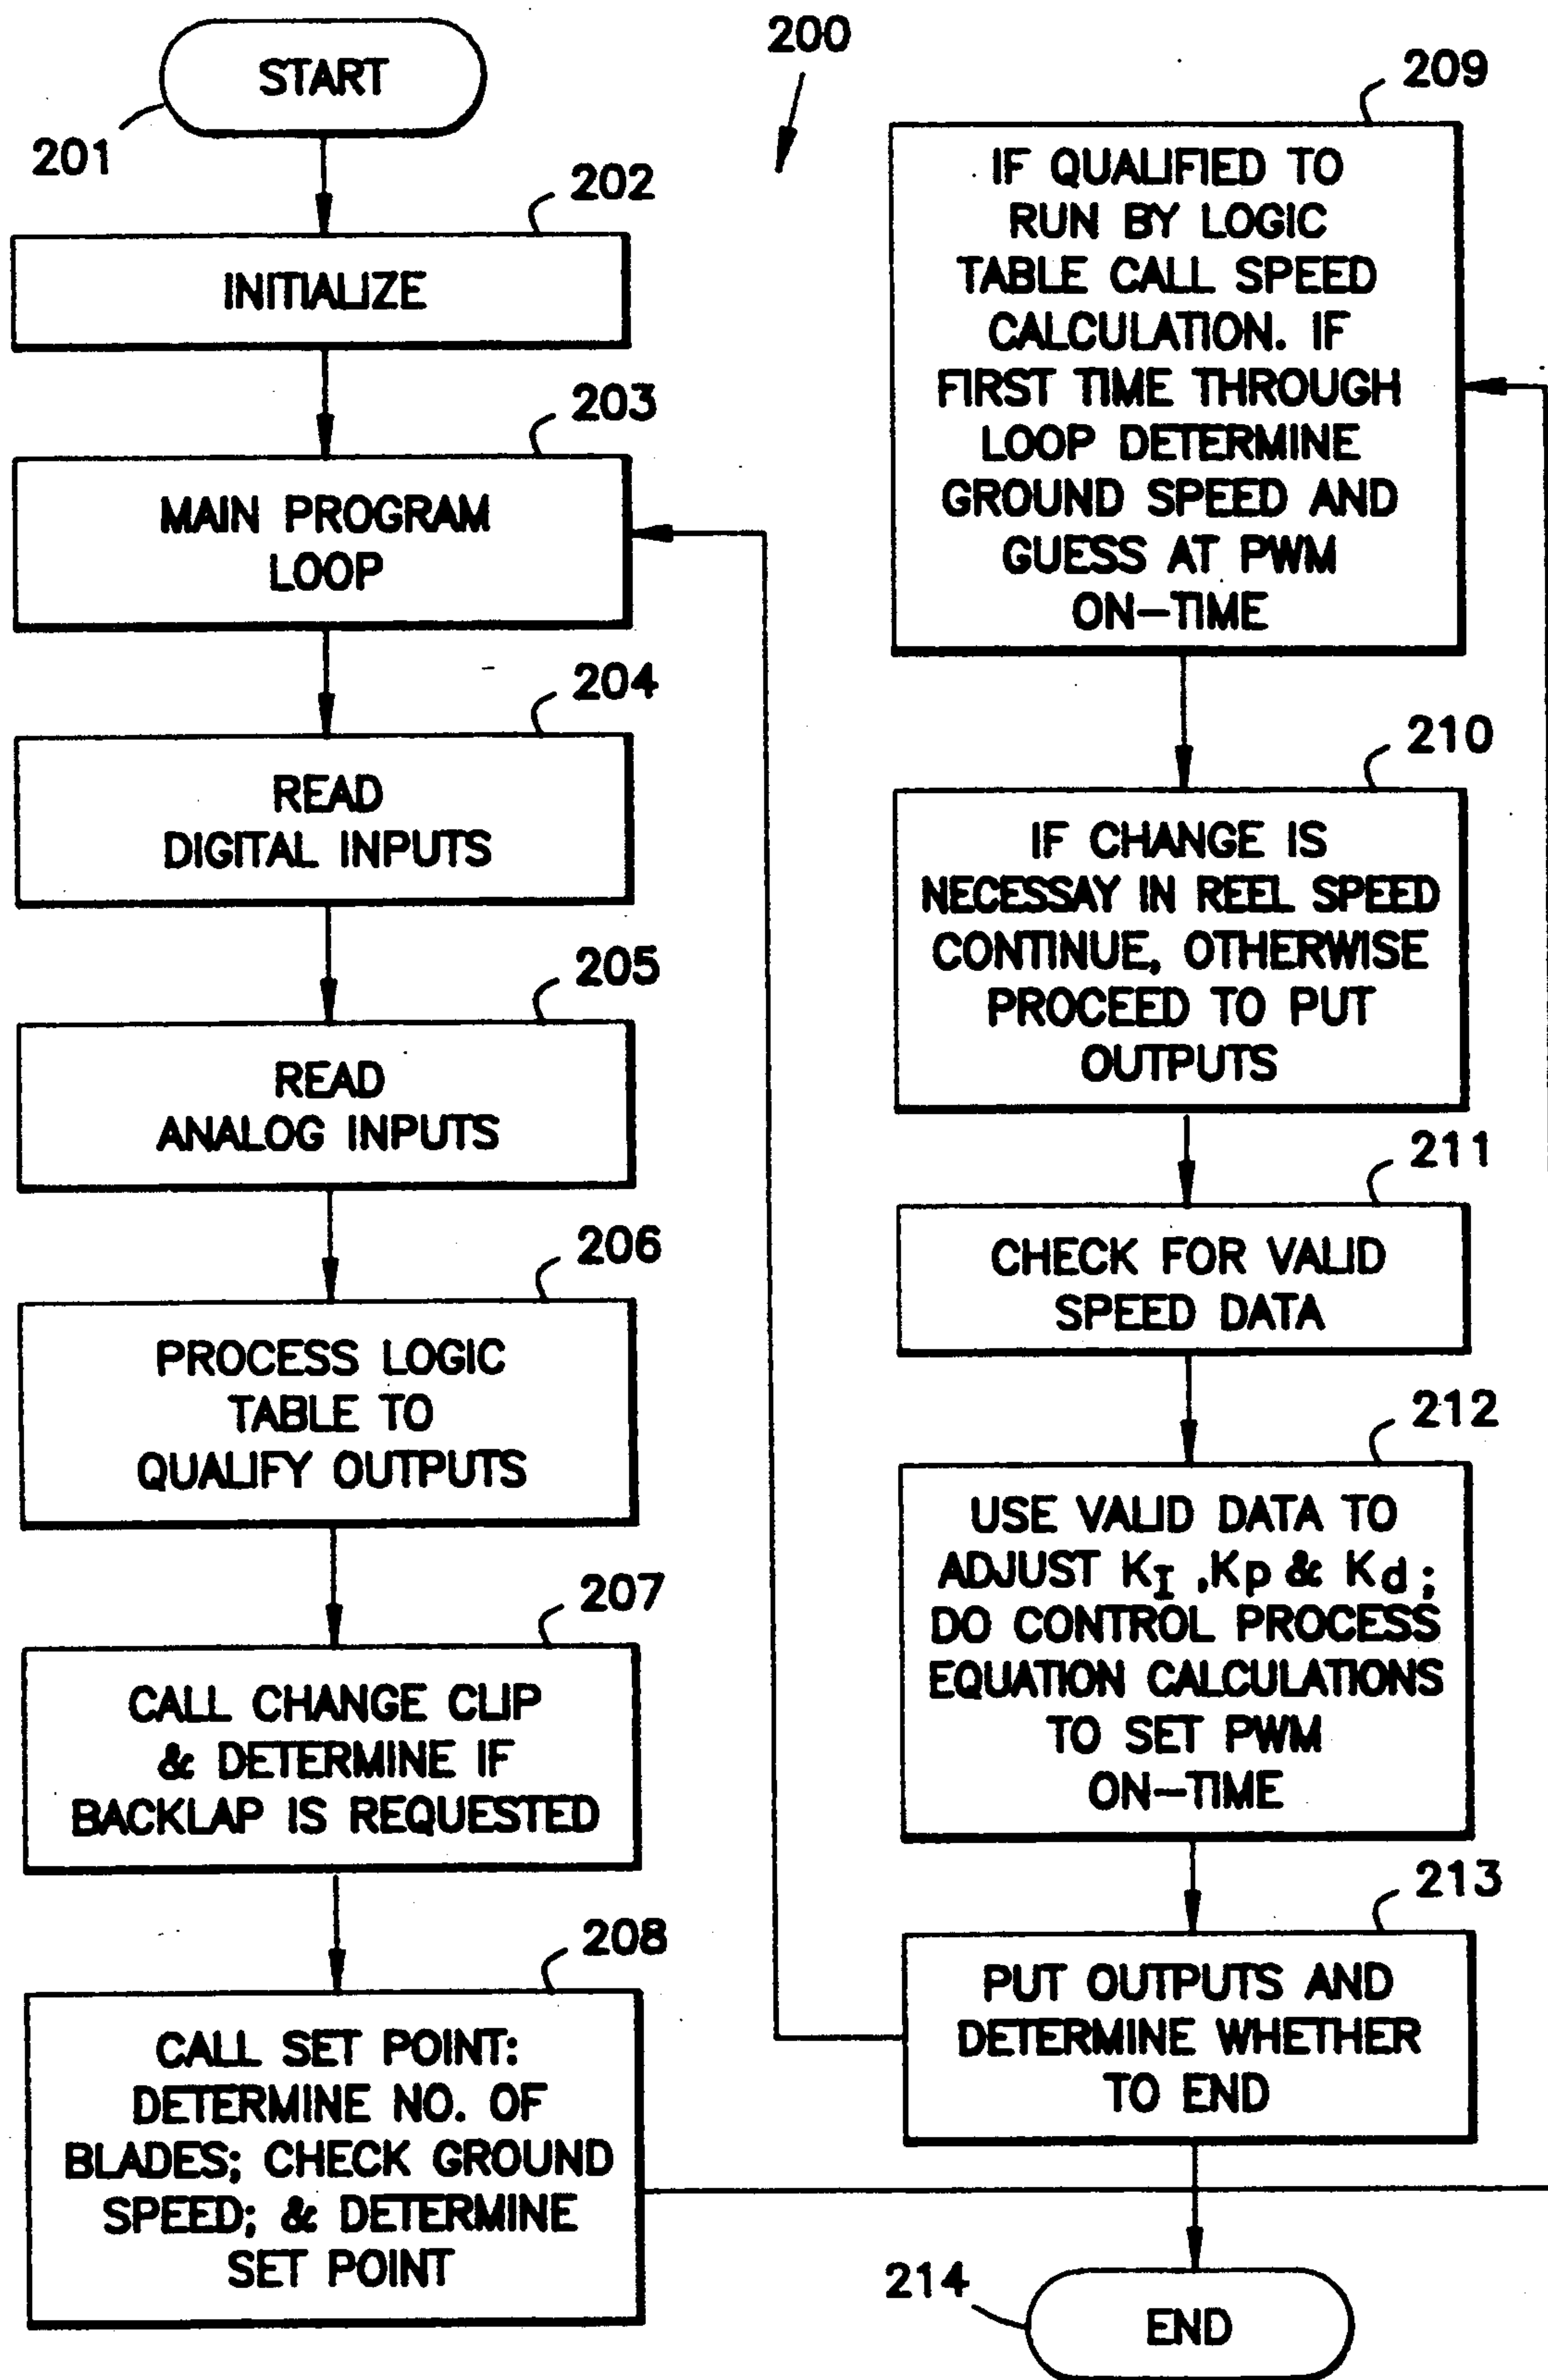 200
START
201
202
INITIALIZE
203
MAIN PROGRAM
LOOP
204
READ
DIGITAL INPUTS
205
READ
ANALOG INPUTS
206
PROCESS LOGIC
TABLE TO
QUALIFY OUTPUTS
207
CALL CHANGE CLIP
& DETERMINE IF
BACKLAP IS REQUESTED
208
CALL SET POINT:
DETERMINE NO. OF
BLADES; CHECK GROUND
SPEED; & DETERMINE
SET POINT
209
IF QUALIFIED TO
RUN BY LOGIC
TABLE CALL SPEED
CALCULATION. IF
FIRST TIME THROUGH
LOOP DETERMINE
GROUND SPEED AND
GUESS AT PWM
ON-TIME
210
IF CHANGE IS
NECESSAY IN REEL SPEED
CONTINUE, OTHERWISE
PROCEED TO PUT
OUTPUTS
211
CHECK FOR VALID
SPEED DATA
212
USE VALID DATA TO
ADJUST KI ,Kp & Kd ;
DO CONTROL PROCESS
EQUATION CALCULATIONS
TO SET PWM
ON-TIME
213
PUT OUTPUTS AND
DETERMINE WHETHER
TO END
214
END